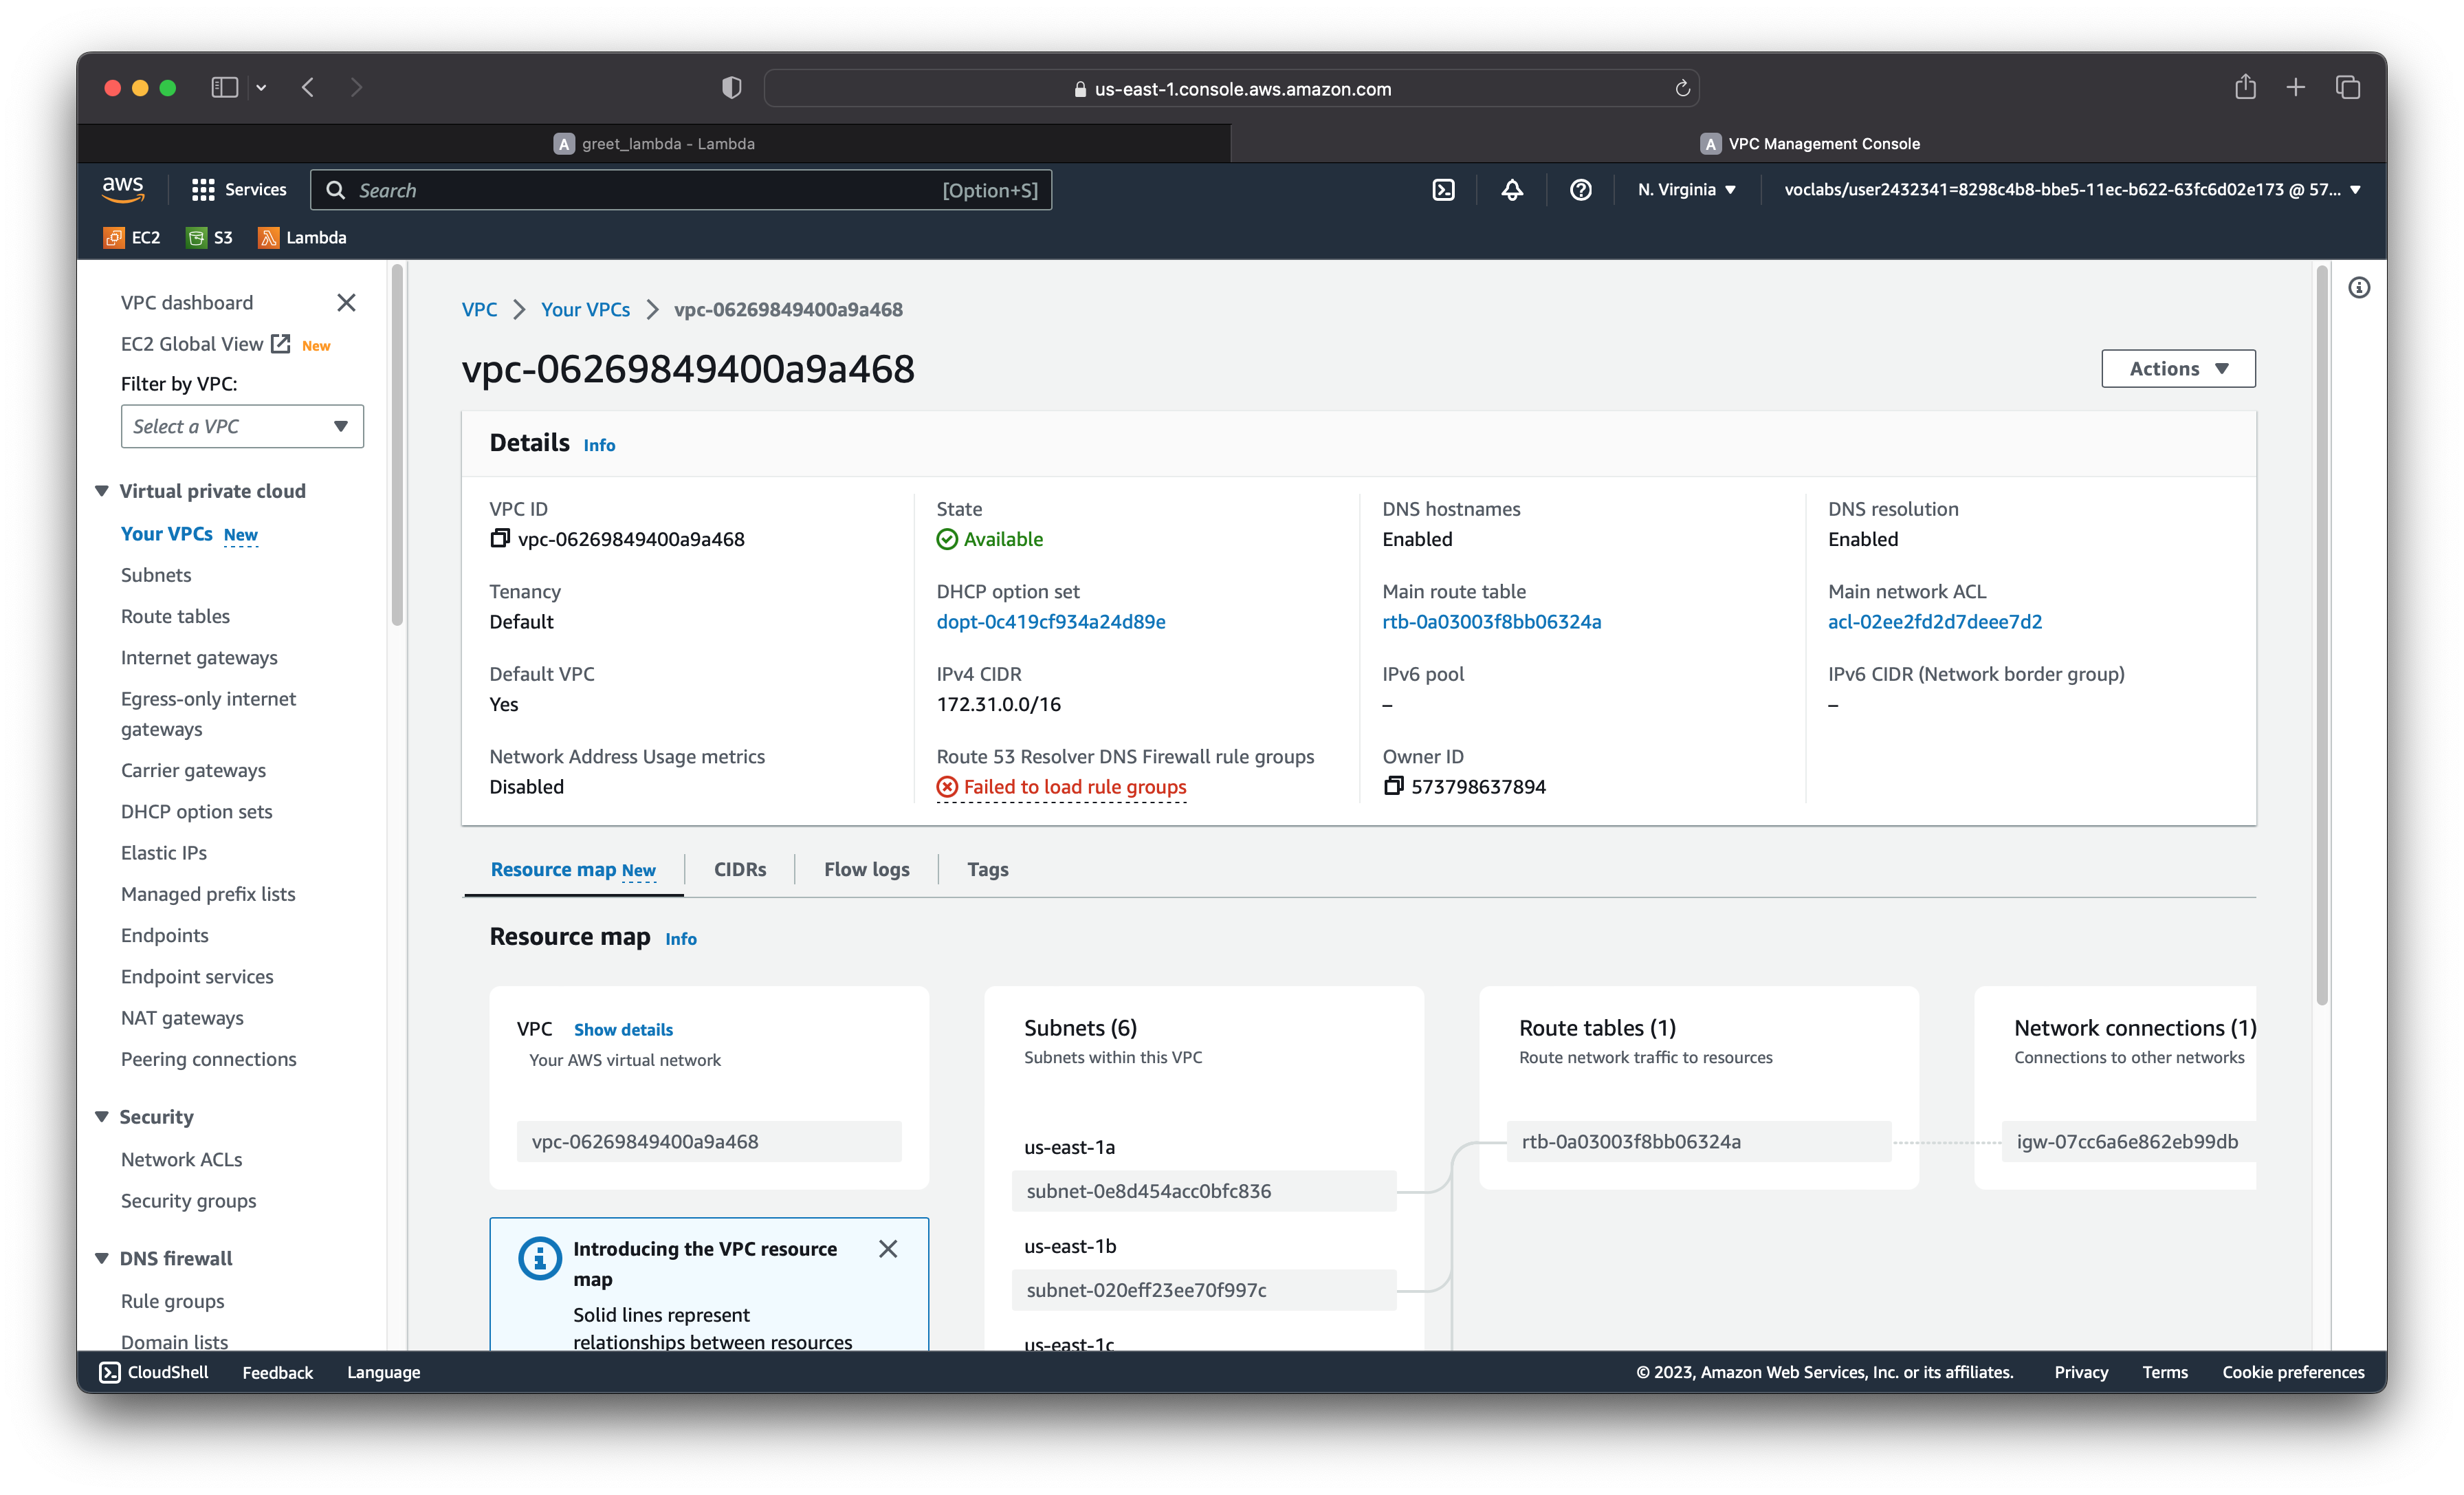 us-east-1.console.aws.amazon.com
A greet_lambda - Lambda
A VPC Management Console
aws
Services
Search
[Option+S]
N. Virginia
voclabs/user2432341=8298c4b8-bbe5-11ec-b622-63fc6d02e173 @ 57...
EC2
S3
Lambda
VPC dashboard
EC2 Global View New
Filter by VPC:
Select a VPC
Virtual private cloud
Your VPCs New
Subnets
Route tables
Internet gateways
Egress-only internet
gateways
Carrier gateways
DHCP option sets
Elastic IPs
Managed prefix lists
Endpoints
Endpoint services
NAT gateways
Peering connections
Security
Network ACLs
Security groups
DNS firewall
Rule groups
Domain lists
VPC
Your VPCs
vpc-06269849400a9a468
vpc-06269849400a9a468
Actions
Details Info
VPC ID
vpc-06269849400a9a468
State
Available
DNS hostnames
Enabled
DNS resolution
Enabled
Tenancy
Default
DHCP option set
dopt-0c419cf934a24d89e
Main route table
rtb-0a03003f8bb06324a
Main network ACL
acl-02ee2fd2d7deee7d2
Default VPC
Yes
IPv4 CIDR
172.31.0.0/16
IPv6 pool
–
IPv6 CIDR (Network border group)
–
Network Address Usage metrics
Disabled
Route 53 Resolver DNS Firewall rule groups
Failed to load rule groups
Owner ID
573798637894
Resource map New
CIDRs
Flow logs
Tags
Resource map Info
VPC Show details
Your AWS virtual network
vpc-06269849400a9a468
Introducing the VPC resource
map
Solid lines represent
relationships between resources
Subnets (6)
Subnets within this VPC
us-east-1a
subnet-0e8d454acc0bfc836
us-east-1b
subnet-020eff23ee70f997c
us-east-1c
Route tables (1)
Route network traffic to resources
rtb-0a03003f8bb06324a
Network connections (1)
Connections to other networks
igw-07cc6a6e862eb99db
CloudShell
Feedback
Language
© 2023, Amazon Web Services, Inc. or its affiliates.
Privacy
Terms
Cookie preferences